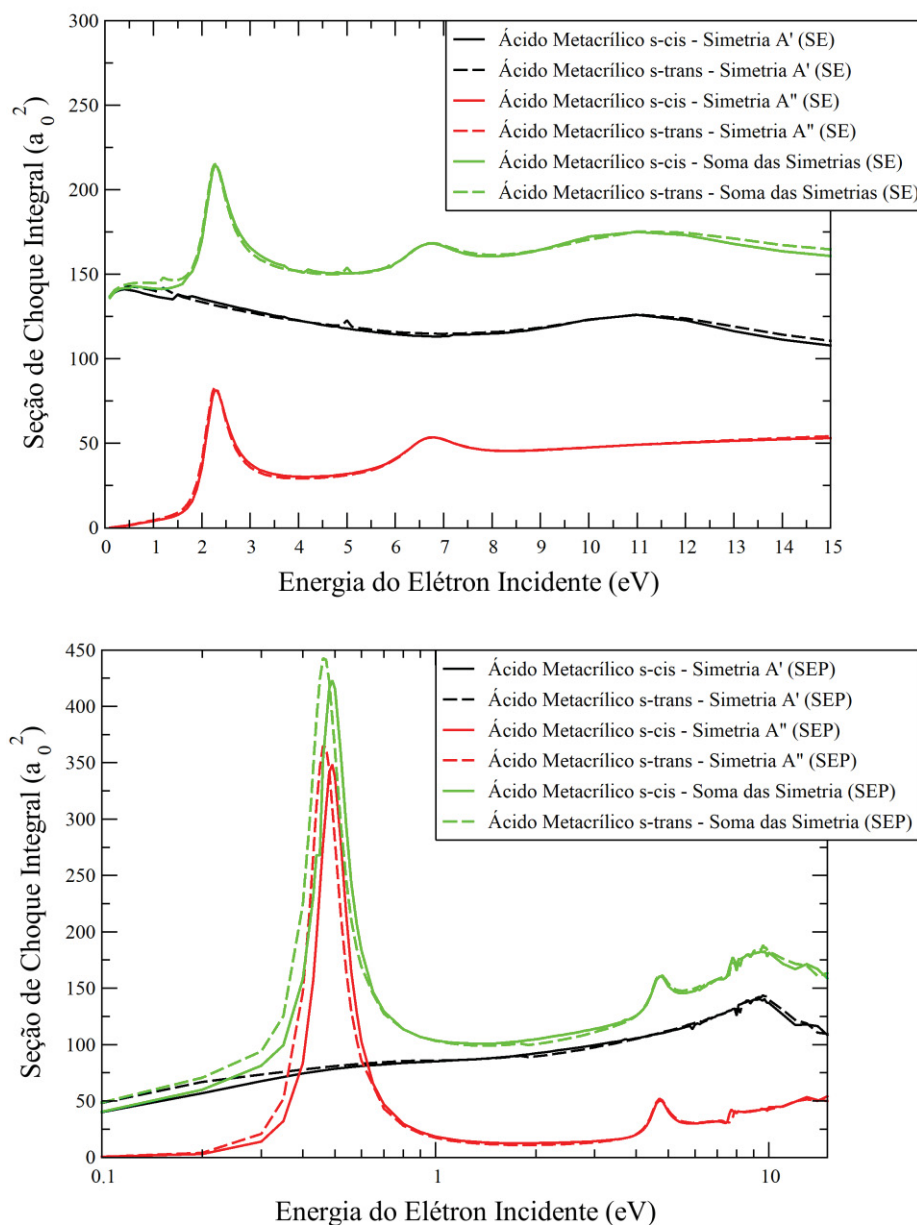 300
250
200
150
100
50
0
Seção de Choque Integral (a₀²)
Ácido Metacrílico s-cis - Simetria A' (SE)
Ácido Metacrílico s-trans - Simetria A' (SE)
Ácido Metacrílico s-cis - Simetria A" (SE)
Ácido Metacrílico s-trans - Simetria A" (SE)
Ácido Metacrílico s-cis - Soma das Simetrias (SE)
Ácido Metacrílico s-trans - Soma das Simetrias (SE)
0 1 2 3 4 5 6 7 8 9 10 11 12 13 14 15
Energia do Elétron Incidente (eV)
450
400
350
300
250
200
150
100
50
0
Seção de Choque Integral (a₀²)
Ácido Metacrílico s-cis - Simetria A' (SEP)
Ácido Metacrílico s-trans - Simetria A' (SEP)
Ácido Metacrílico s-cis - Simetria A" (SEP)
Ácido Metacrílico s-trans - Simetria A" (SEP)
Ácido Metacrílico s-cis - Soma das Simetria (SEP)
Ácido Metacrílico s-trans - Soma das Simetria (SEP)
0.1 1 10
Energia do Elétron Incidente (eV)